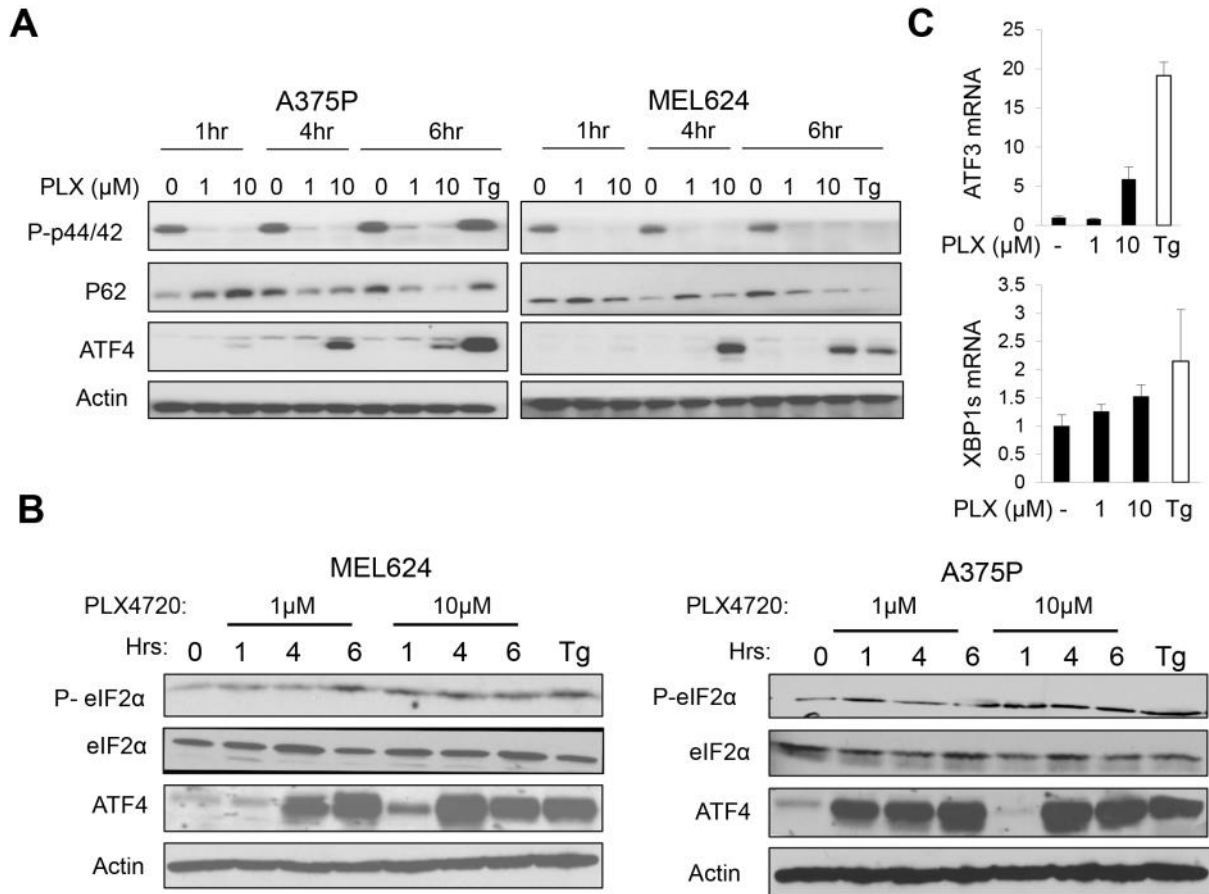 A
A375P
MEL624
1hr 4hr 6hr
1hr 4hr 6hr
PLX (μM) 0 1 10 0 1 10 0 1 10 Tg
0 1 10 0 1 10 0 1 10 Tg
P-p44/42
P62
ATF4
Actin
C
ATF3 mRNA
25
20
15
10
5
0
PLX (μM) - 1 10 Tg
XBP1s mRNA
3.5
3
2.5
2
1.5
1
0.5
0
PLX (μM) - 1 10 Tg
B
MEL624
PLX4720: 1μM 10μM
Hrs: 0 1 4 6 1 4 6 Tg
P- eIF2α
eIF2α
ATF4
Actin
A375P
PLX4720: 1μM 10μM
Hrs: 0 1 4 6 1 4 6 Tg
P-eIF2α
eIF2α
ATF4
Actin